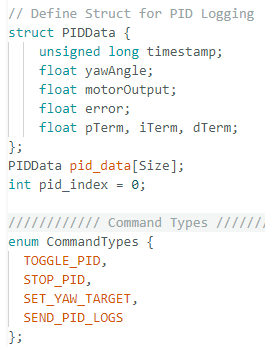 // Define Struct for PID Logging
struct PIDData {
    unsigned long timestamp;
    float yawAngle;
    float motorOutput;
    float error;
    float pTerm, iTerm, dTerm;
};
PIDData pid_data[Size];
int pid_index = 0;

//////////// Command Types ///////
enum CommandTypes {
  TOGGLE_PID,
  STOP_PID,
  SET_YAW_TARGET,
  SEND_PID_LOGS
};